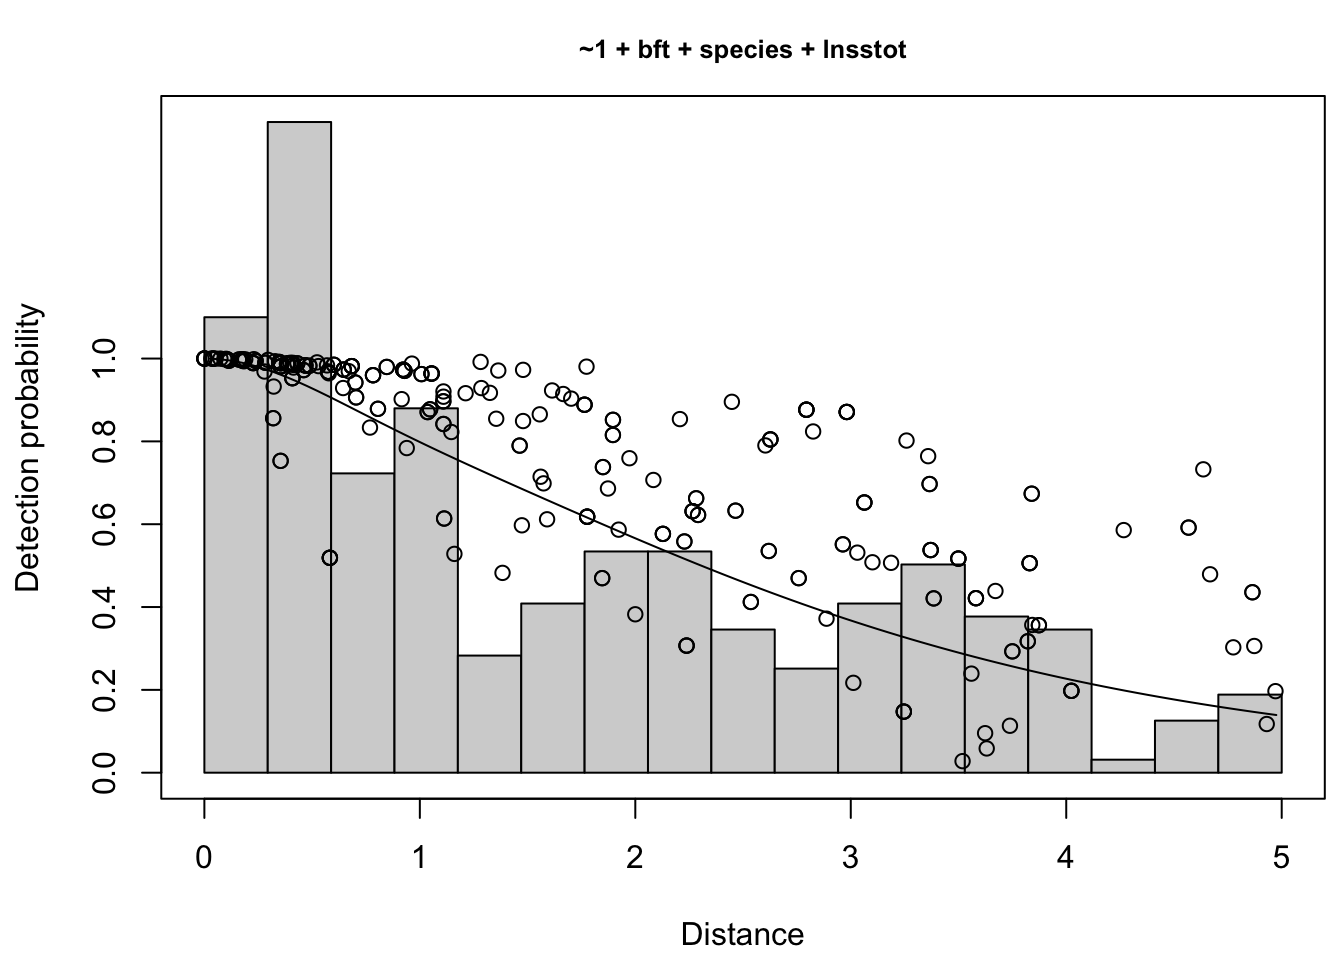 ~1 + bft + species + lnsstot
Detection probability
1.0
0.8
0.6
0.4
0.2
0.0
0 1 2 3 4 5
Distance